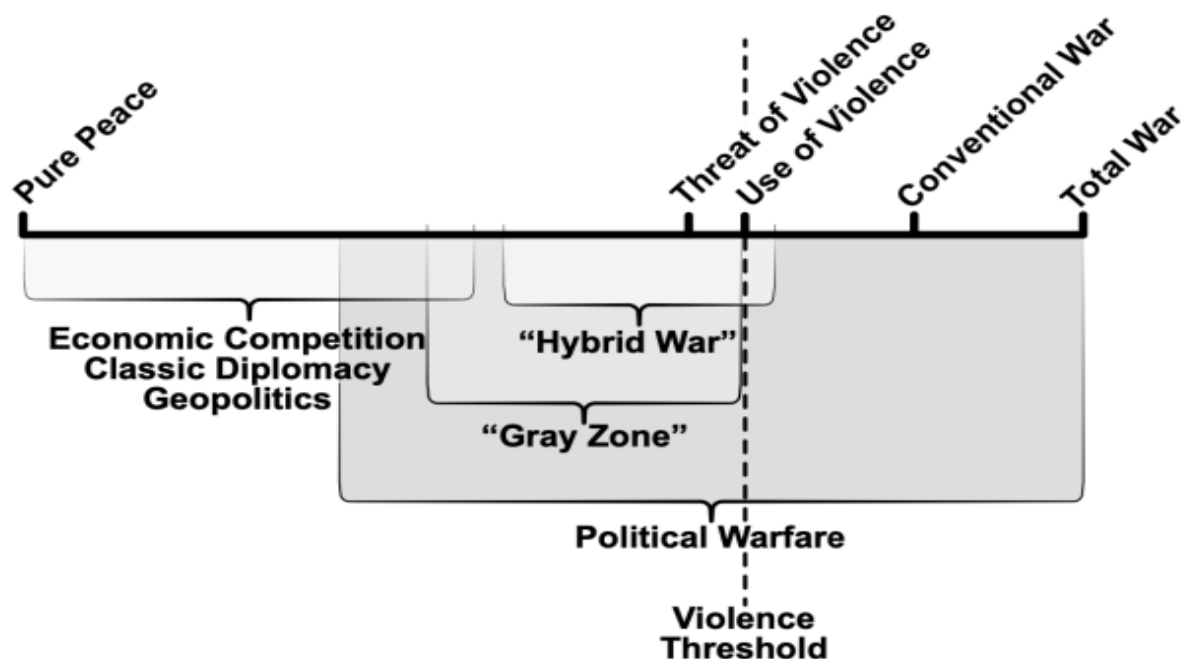 Pure Peace
Threat of Violence
Use of Violence
Conventional War
Total War
Economic Competition
Classic Diplomacy
Geopolitics
“Hybrid War”
“Gray Zone”
Political Warfare
Violence
Threshold